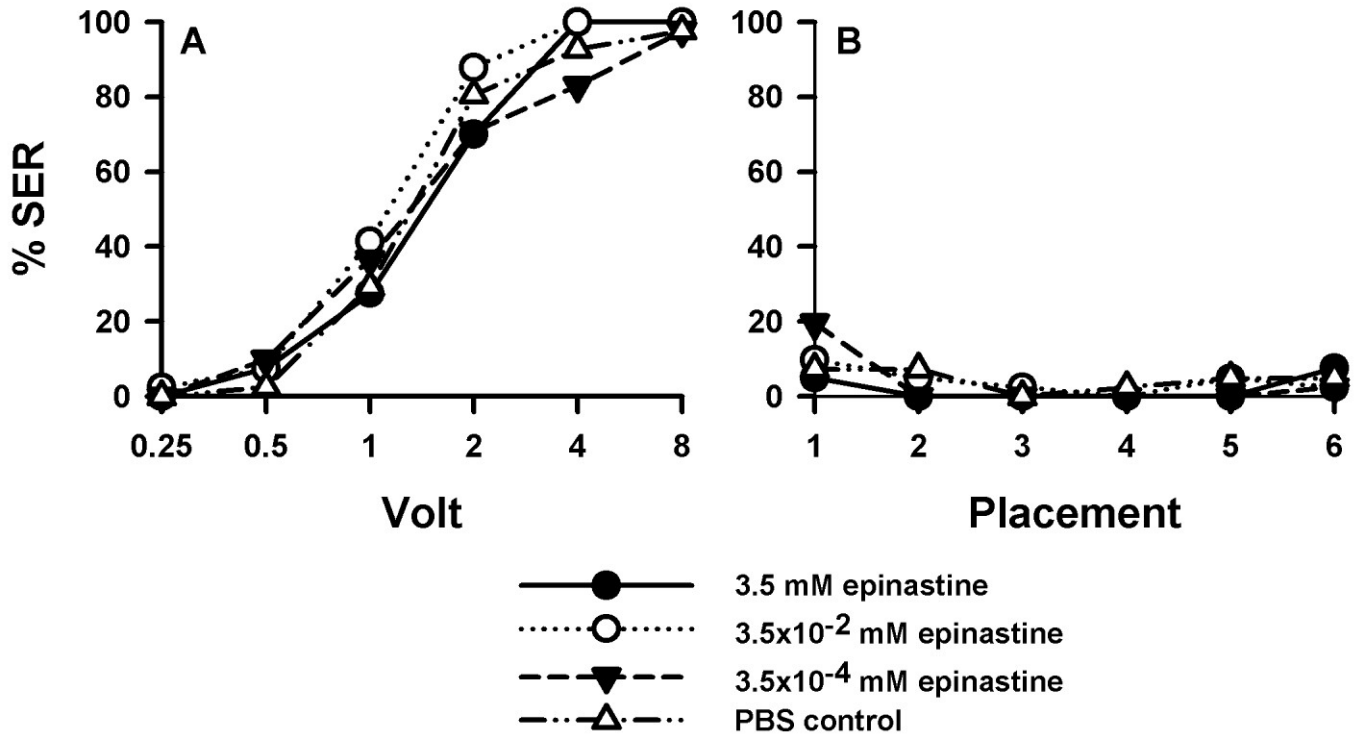 A
B
% SER
100
80
60
40
20
0
0.25 0.5 1 2 4 8
Volt
100
80
60
40
20
0
1 2 3 4 5 6
Placement
3.5 mM epinastine
3.5x10-2 mM epinastine
3.5x10-4 mM epinastine
PBS control